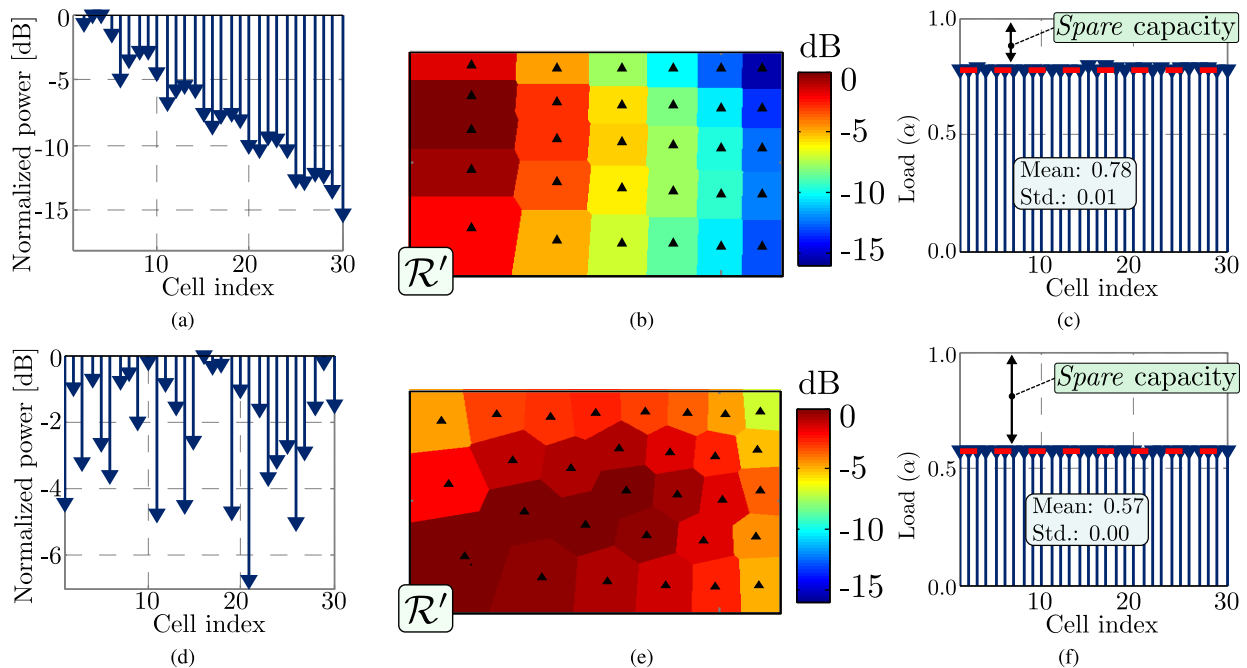 Normalized power [dB]
0
-5
-10
-15
10
20
30
Cell index
(a)
dB
0
-5
-10
-15
R′
(b)
Load (α)
1.0
0.5
0.0
Spare capacity
Mean: 0.78
Std.: 0.01
10
20
30
Cell index
(c)
Normalized power [dB]
0
-2
-4
-6
10
20
30
Cell index
(d)
dB
0
-5
-10
-15
R′
(e)
Load (α)
1.0
0.5
0.0
Spare capacity
Mean: 0.57
Std.: 0.00
10
20
30
Cell index
(f)